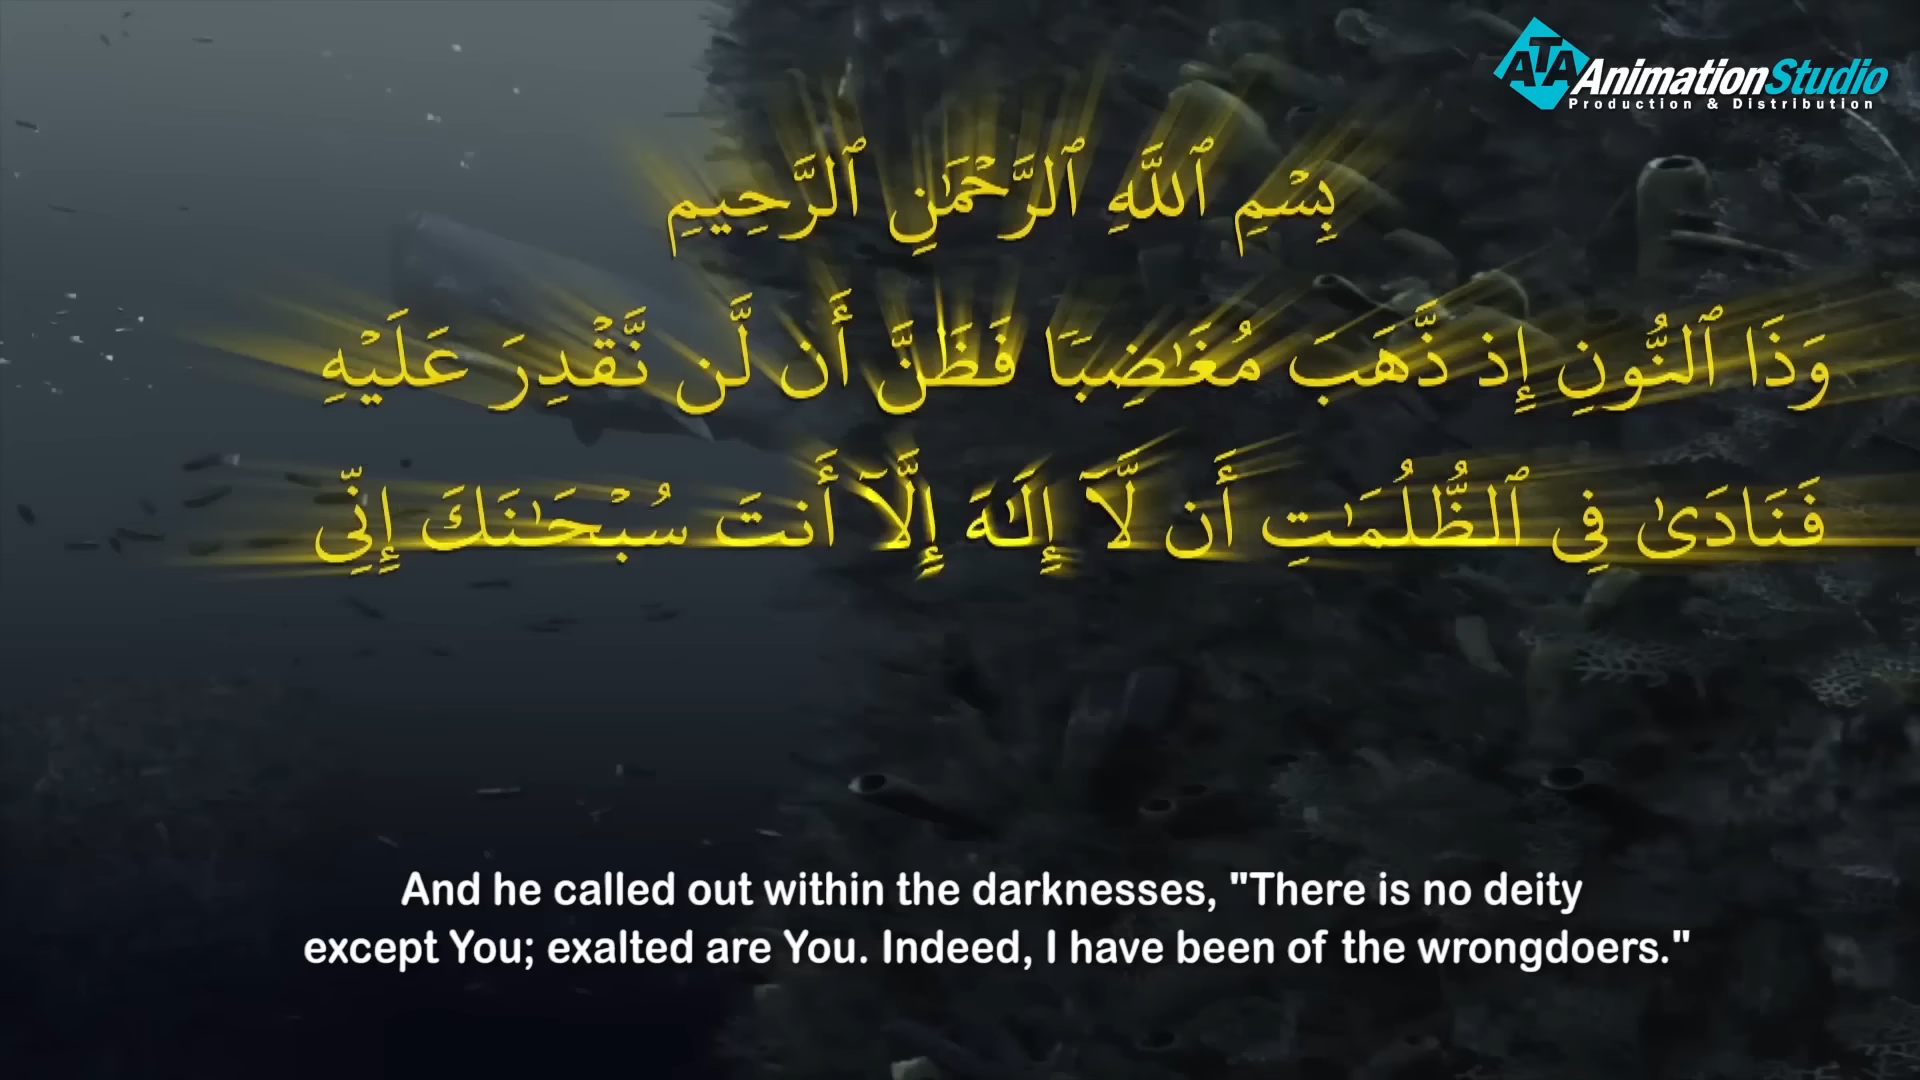 ATA AnimationStudio
Production & Distribution
بِسْمِ ٱللَّهِ ٱلرَّحْمَٰنِ ٱلرَّحِيمِ
وَذَا ٱلنُّونِ إِذ ذَّهَبَ مُغَٰضِبًا فَظَنَّ أَن لَّن نَّقْدِرَ عَلَيْهِ
فَنَادَىٰ فِى ٱلظُّلُمَٰتِ أَن لَّآ إِلَٰهَ إِلَّآ أَنتَ سُبْحَٰنَكَ إِنِّى
And he called out within the darknesses, "There is no deity
except You; exalted are You. Indeed, I have been of the wrongdoers."